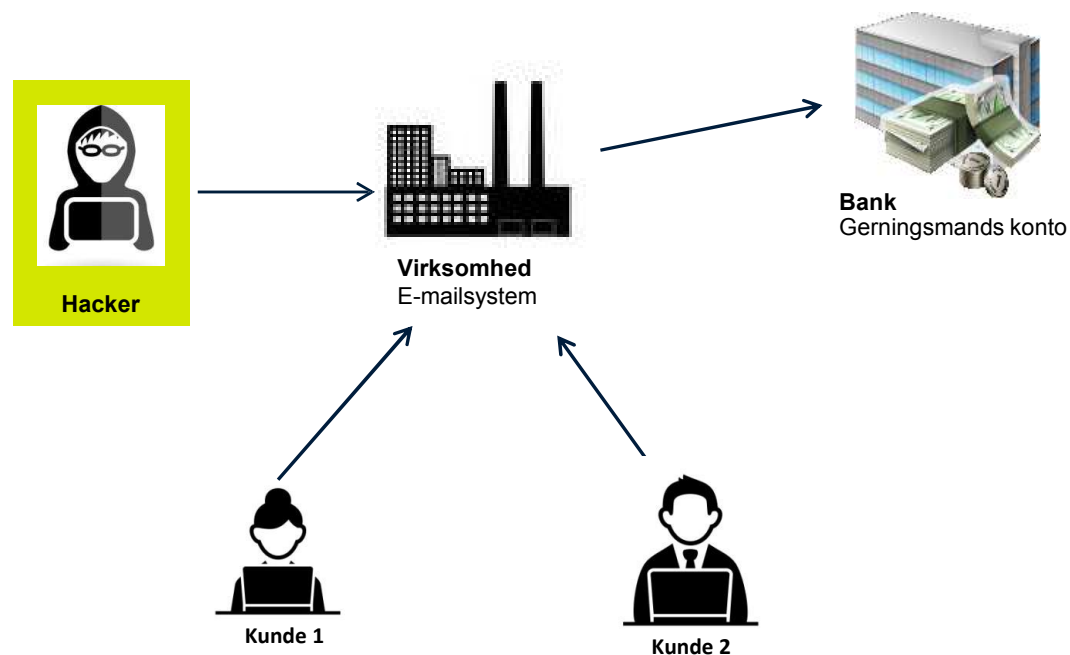 Hacker
Virksomhed
E-mailsystem
Bank
Gerningsmands konto
Kunde 1
Kunde 2